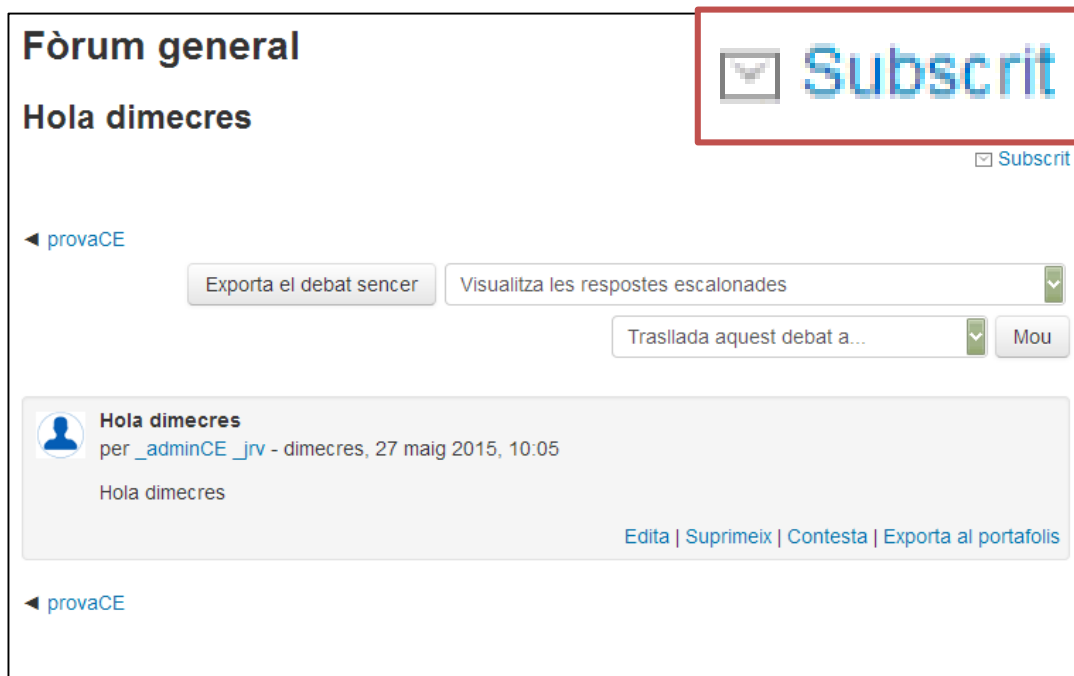 Fòrum general
Subscrit
Hola dimecres
Subscrit
◄ provaCE
Exporta el debat sencer Visualitza les respostes escalonades
Trasllada aquest debat a... Mou
Hola dimecres
per _adminCE _jrv - dimecres, 27 maig 2015, 10:05
Hola dimecres
Edita | Suprimeix | Contesta | Exporta al portafolis
◄ provaCE